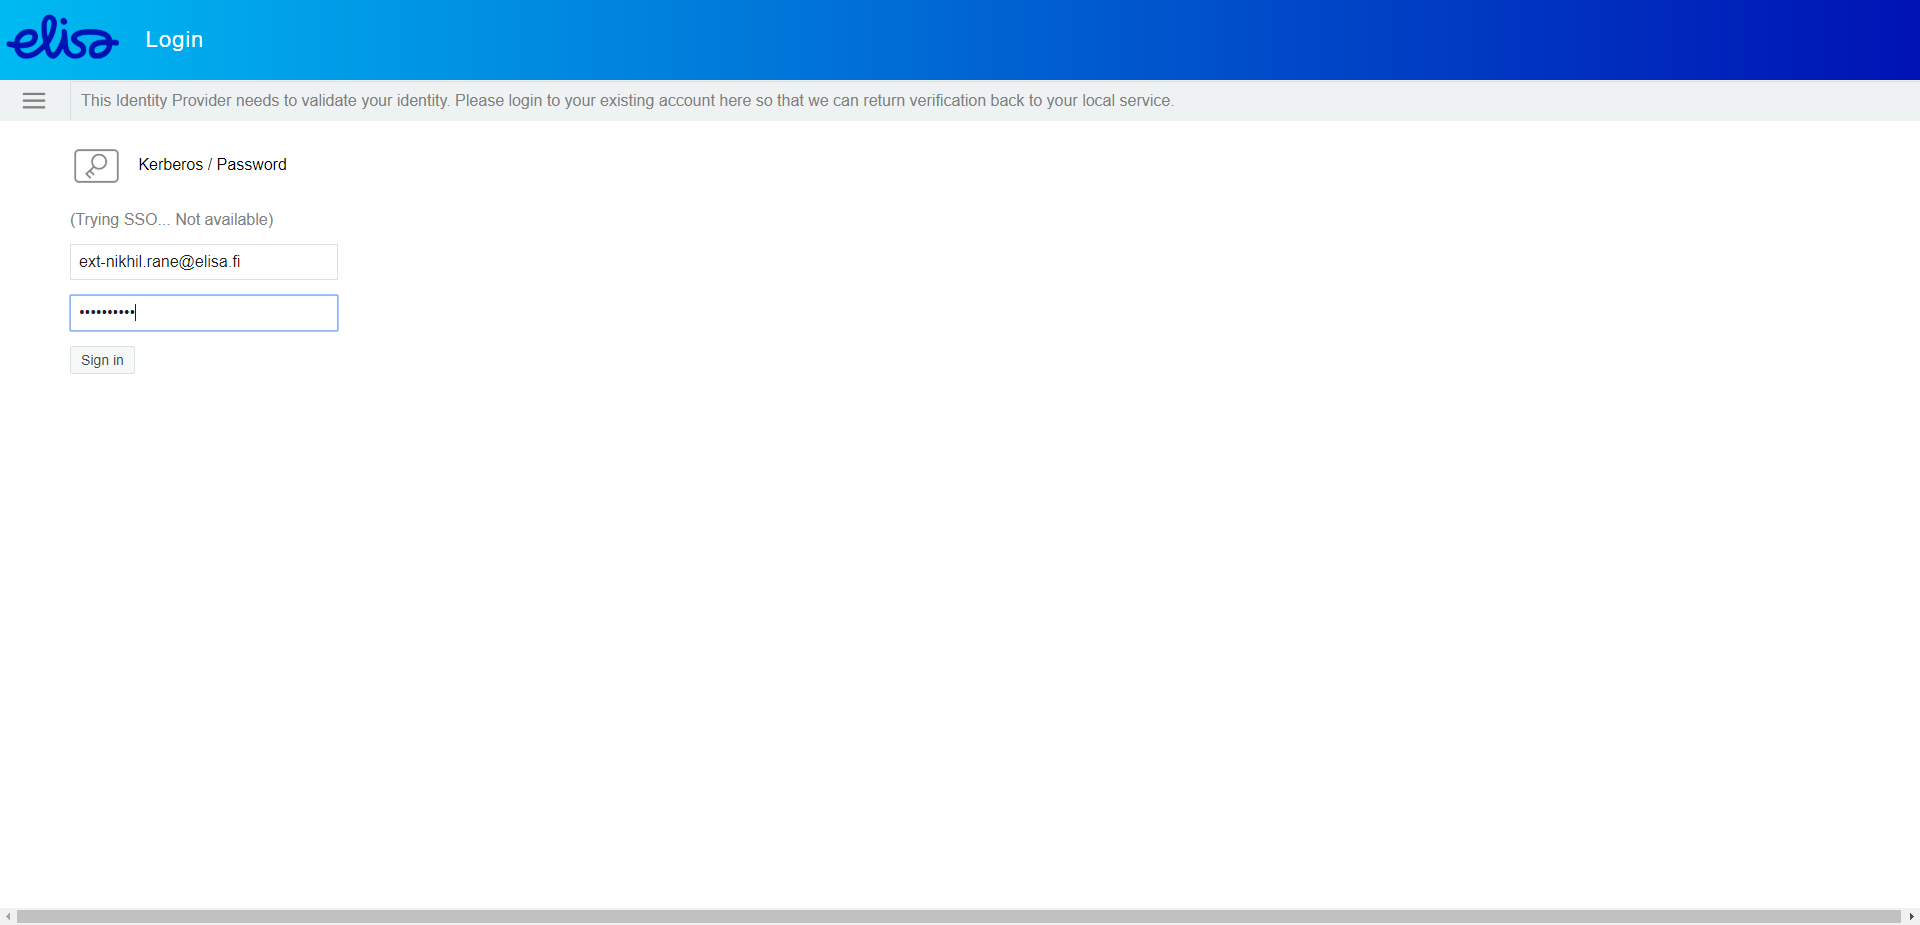 elisa
Login
This Identity Provider needs to validate your identity. Please login to your existing account here so that we can return verification back to your local service.
Kerberos / Password
(Trying SSO... Not available)
ext-nikhil.rane@elisa.fi
••••••••••
Sign in